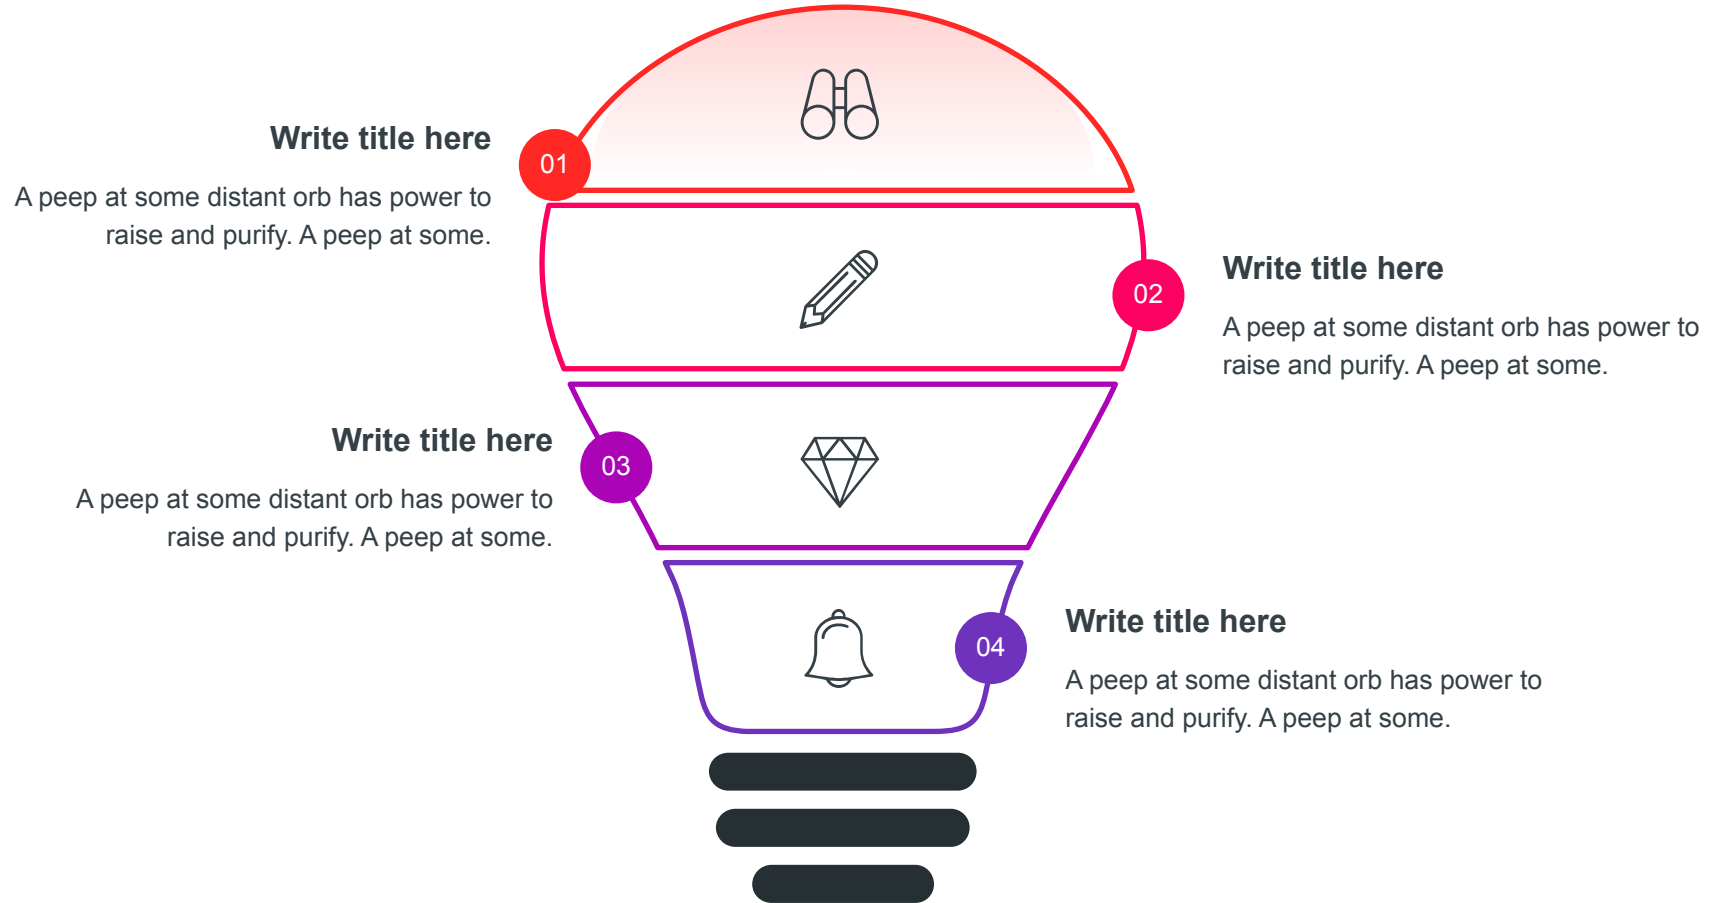 Write title here
A peep at some distant orb has power to
raise and purify. A peep at some.
01
02
Write title here
A peep at some distant orb has power to
raise and purify. A peep at some.
Write title here
A peep at some distant orb has power to
raise and purify. A peep at some.
03
04
Write title here
A peep at some distant orb has power to
raise and purify. A peep at some.